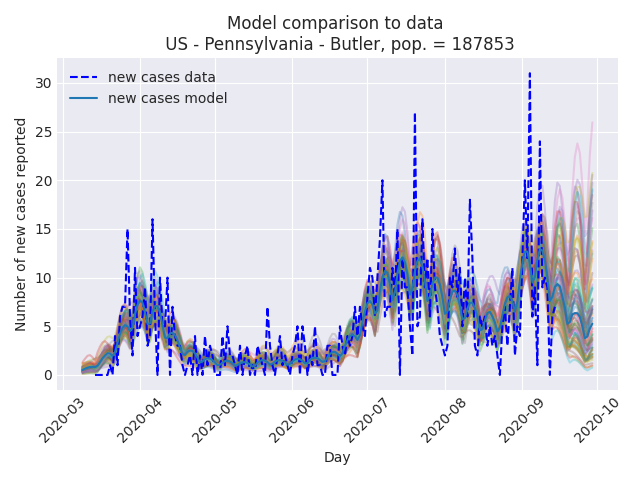 Model comparison to data
US - Pennsylvania - Butler, pop. = 187853
new cases data
new cases model
Number of new cases reported
30
25
20
15
10
5
0
2020-03
2020-04
2020-05
2020-06
2020-07
2020-08
2020-09
2020-10
Day